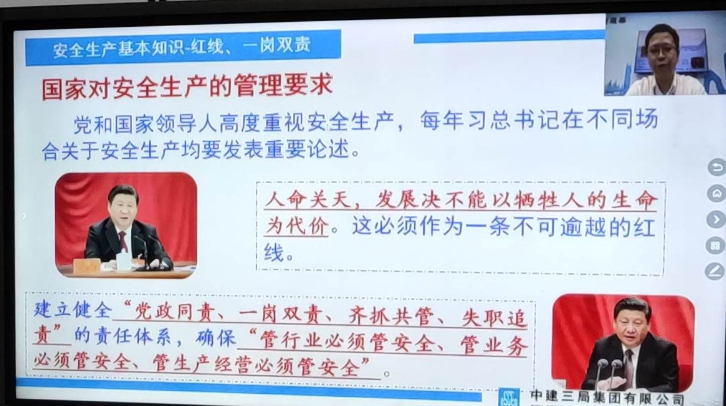 安全生产基本知识-红线、一岗双责
国家对安全生产的管理要求
党和国家领导人高度重视安全生产，每年习总书记在不同场
合关于安全生产均要发表重要论述。
人命关天，发展决不能以牺牲人的生命
为代价。这必须作为一条不可逾越的红
线。
建立健全“党政同责、一岗双责、齐抓共管、失职追
责”的责任体系，确保“管行业必须管安全、管业务
必须管安全、管生产经营必须管安全”。
中建三局集团有限公司